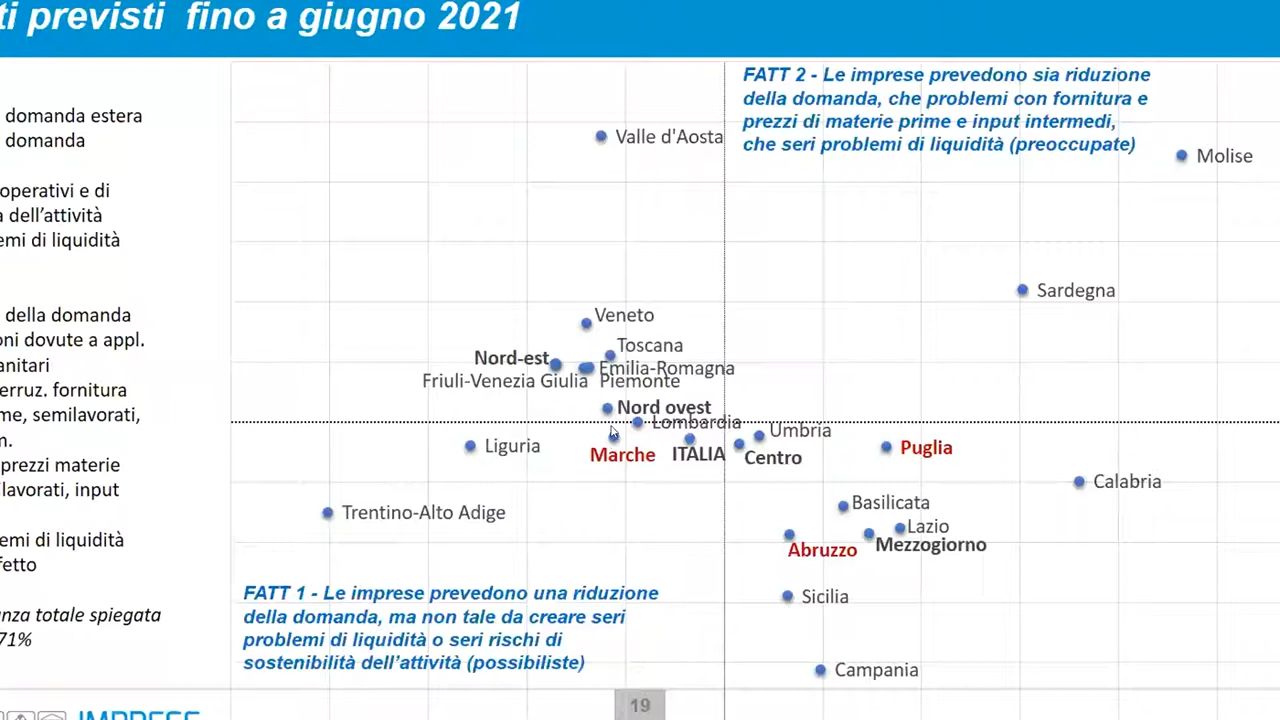 ti previsti fino a giugno 2021
domanda estera
domanda
operativi e di
a dell'attività
emi di liquidità
della domanda
oni dovute a appl.
anitari
erruz. fornitura
me, semilavorati,
m.
prezzi materie
ilavorati, input
emi di liquidità
fetto
nza totale spiegata
71%
FATT 2 - Le imprese prevedono sia riduzione
della domanda, che problemi con fornitura e
prezzi di materie prime e input intermedi,
che seri problemi di liquidità (preoccupate)
Valle d'Aosta
Molise
Sardegna
Veneto
Toscana
Nord-est
Emilia-Romagna
Friuli-Venezia Giulia
Piemonte
Nord ovest
Lombardia
Umbria
Liguria
Marche
ITALIA
Centro
Puglia
Calabria
Basilicata
Trentino-Alto Adige
Lazio
Mezzogiorno
Abruzzo
Sicilia
Campania
FATT 1 - Le imprese prevedono una riduzione
della domanda, ma non tale da creare seri
problemi di liquidità o seri rischi di
sostenibilità dell'attività (possibiliste)
19
IMPRESE